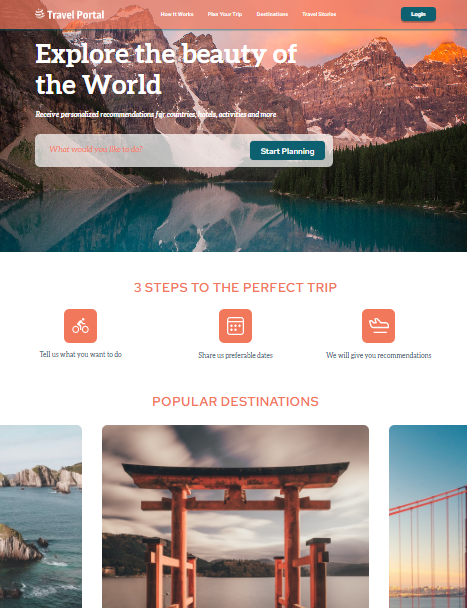 Travel Portal
How It Works
Plan Your Trip
Destinations
Travel Stories
Login
Explore the beauty of
the World
Receive personalized recommendations for countries, hotels, activities and more
What would you like to do?
Start Planning
3 STEPS TO THE PERFECT TRIP
Tell us what you want to do
Share us preferable dates
We will give you recommendations
POPULAR DESTINATIONS